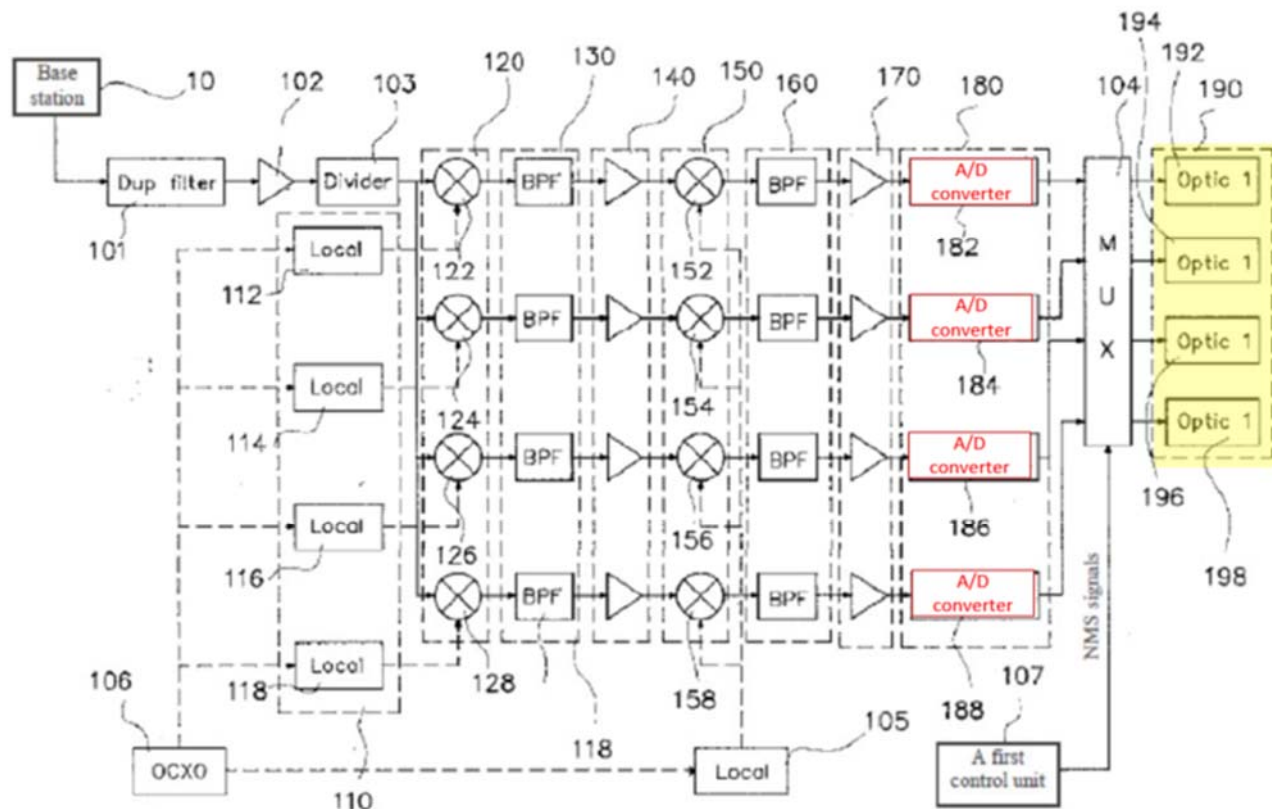 194
192
190
Base
station
10
102
103
120
130
140
150
160
170
180
104
Dup filter
Divider
BPF
BPF
A/D
converter
Optic 1
101
Local
122
152
182
M
Optic 1
112
BPF
BPF
A/D
converter
U
Local
124
154
184
X
Optic 1
114
BPF
BPF
A/D
converter
Optic 1
Local
126
156
186
196
116
198
BPF
BPF
A/D
converter
NMS signals
106
118
Local
128
158
188
107
118
105
OCXO
Local
A first
control unit
110